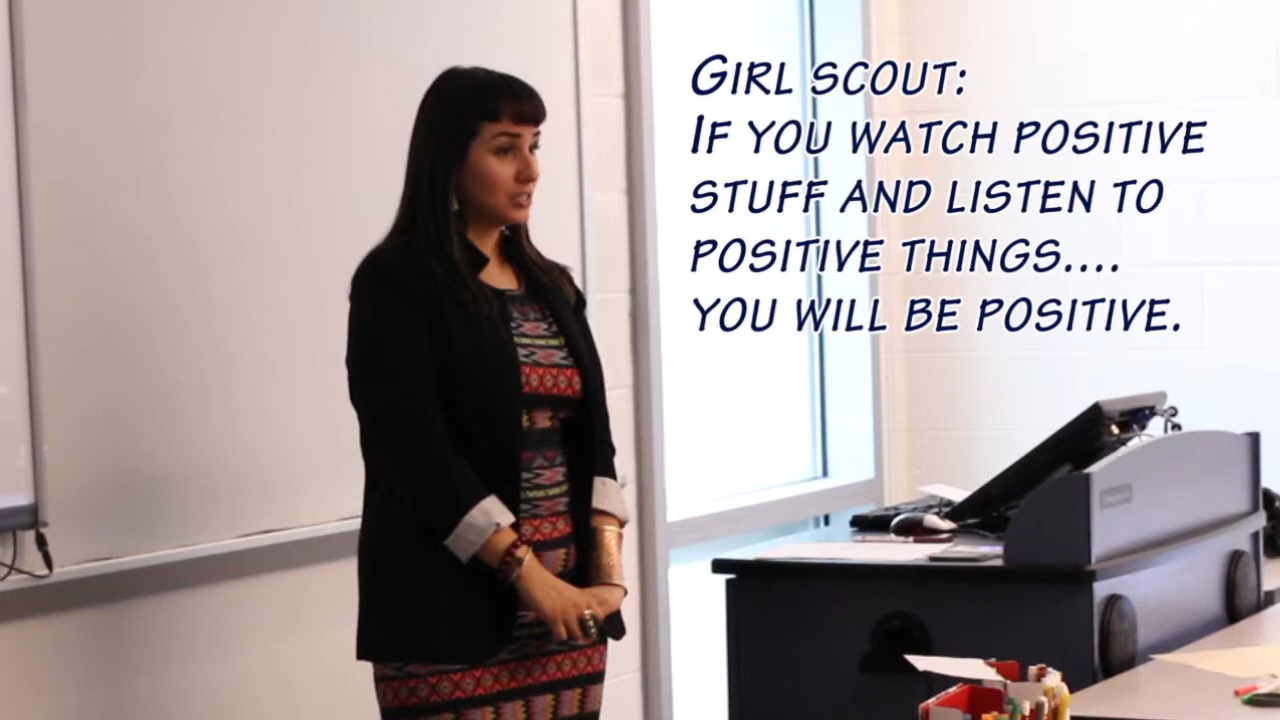 GIRL SCOUT:
IF YOU WATCH POSITIVE
STUFF AND LISTEN TO
POSITIVE THINGS....
YOU WILL BE POSITIVE.